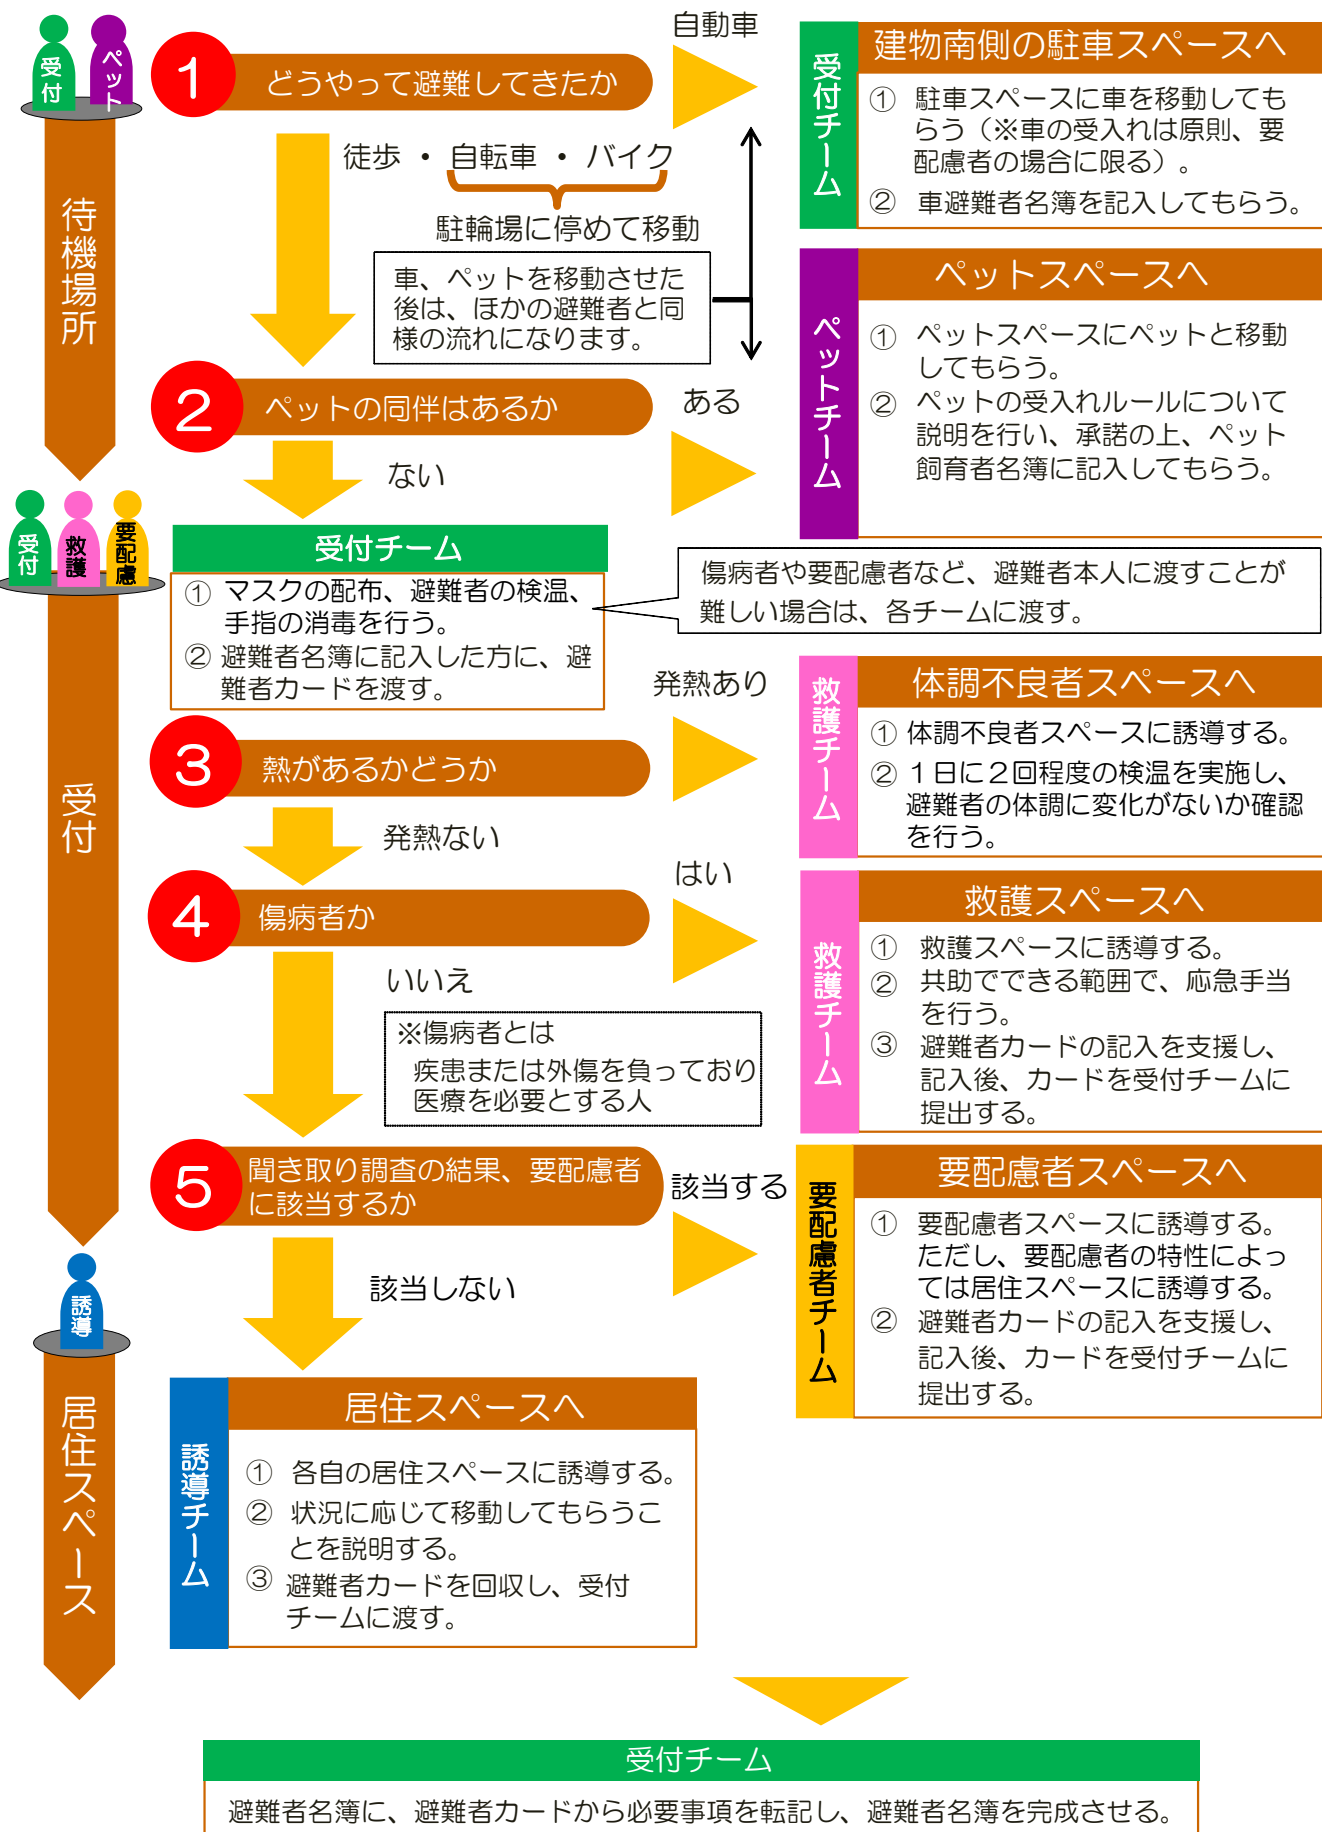 受付
ペット
待機場所
1
どうやって避難してきたか
自動車
徒歩 ・ 自転車 ・ バイク
駐輪場に停めて移動
車、ペットを移動させた
後は、ほかの避難者と同
様の流れになります。
受付チーム
建物南側の駐車スペースへ
① 駐車スペースに車を移動しても
らう（※車の受入れは原則、要
配慮者の場合に限る）。
② 車避難者名簿を記入してもらう。
2
ペットの同伴はあるか
ある
ない
ペットチーム
ペットスペースへ
① ペットスペースにペットと移動
してもらう。
② ペットの受入れルールについて
説明を行い、承諾の上、ペット
飼育者名簿に記入してもらう。
受付
救護
要配慮
受付
受付チーム
① マスクの配布、避難者の検温、
手指の消毒を行う。
② 避難者名簿に記入した方に、避
難者カードを渡す。
傷病者や要配慮者など、避難者本人に渡すことが
難しい場合は、各チームに渡す。
3
熱があるかどうか
発熱あり
発熱ない
救護チーム
体調不良者スペースへ
① 体調不良者スペースに誘導する。
② １日に２回程度の検温を実施し、
避難者の体調に変化がないか確認
を行う。
4
傷病者か
はい
いいえ
※傷病者とは
疾患または外傷を負っており
医療を必要とする人
救護チーム
救護スペースへ
① 救護スペースに誘導する。
② 共助でできる範囲で、応急手当
を行う。
③ 避難者カードの記入を支援し、
記入後、カードを受付チームに
提出する。
5
聞き取り調査の結果、要配慮者
に該当するか
該当する
該当しない
要配慮者チーム
要配慮者スペースへ
① 要配慮者スペースに誘導する。
ただし、要配慮者の特性によっ
ては居住スペースに誘導する。
② 避難者カードの記入を支援し、
記入後、カードを受付チームに
提出する。
誘導
居住スペース
誘導チーム
居住スペースへ
① 各自の居住スペースに誘導する。
② 状況に応じて移動してもらうこ
とを説明する。
③ 避難者カードを回収し、受付
チームに渡す。
受付チーム
避難者名簿に、避難者カードから必要事項を転記し、避難者名簿を完成させる。